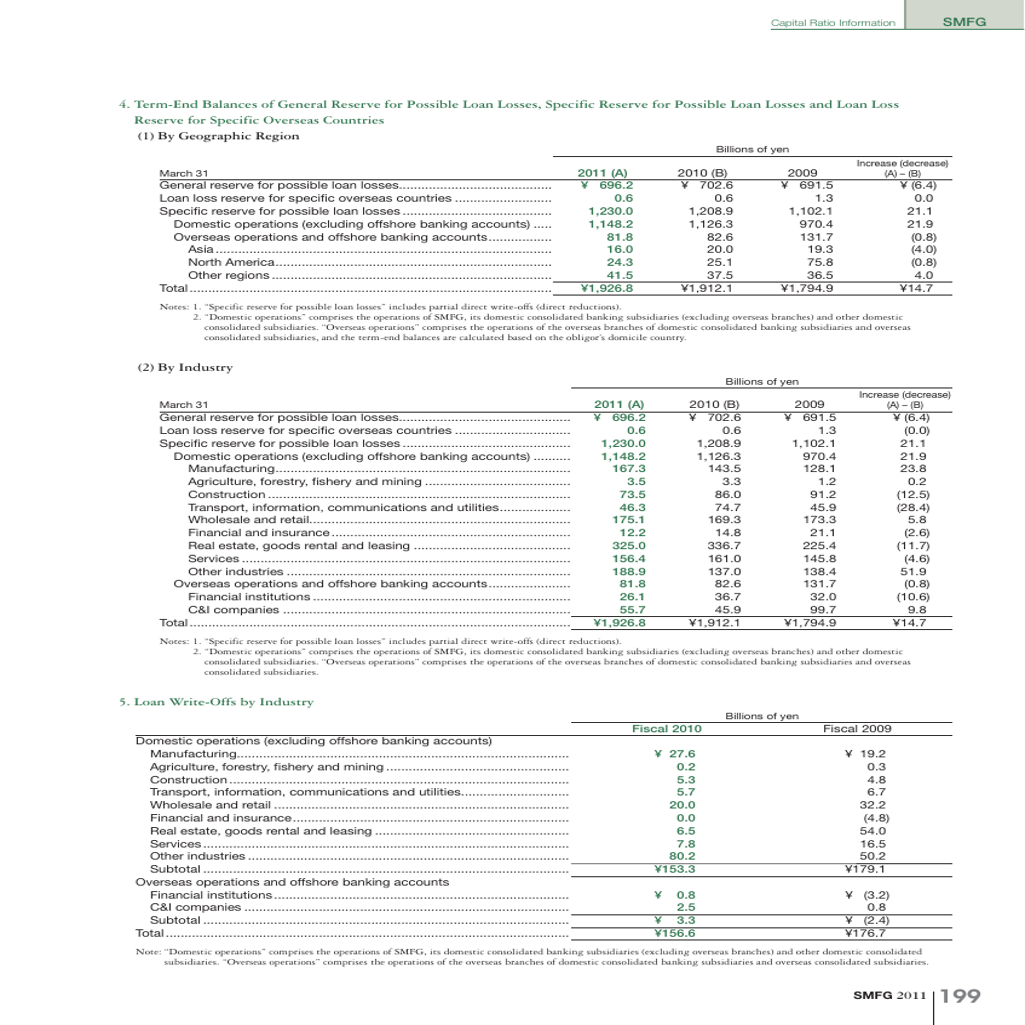 Capital Ratio Information SMFG
4. Term-End Balances of General Reserve for Possible Loan Losses, Specific Reserve for Possible Loan Losses and Loan Loss
Reserve for Specific Overseas Countries
(1) By Geographic Region
Billions of yen
Increase (decrease)
March 31 2011 (A) 2010 (B) 2009 (A) – (B)
General reserve for possible loan losses......................................... ¥ 696.2 ¥ 702.6 ¥ 691.5 ¥ (6.4)
Loan loss reserve for specific overseas countries .......................... 0.6 0.6 1.3 0.0
Specific reserve for possible loan losses ........................................ 1,230.0 1,208.9 1,102.1 21.1
Domestic operations (excluding offshore banking accounts) ..... 1,148.2 1,126.3 970.4 21.9
Overseas operations and offshore banking accounts................. 81.8 82.6 131.7 (0.8)
Asia .......................................................................................... 16.0 20.0 19.3 (4.0)
North America.......................................................................... 24.3 25.1 75.8 (0.8)
Other regions ........................................................................... 41.5 37.5 36.5 4.0
Total................................................................................................. ¥1,926.8 ¥1,912.1 ¥1,794.9 ¥14.7
Notes: 1. “Specific reserve for possible loan losses” includes partial direct write-offs (direct reductions).
2. “Domestic operations” comprises the operations of SMFG, its domestic consolidated banking subsidiaries (excluding overseas branches) and other domestic
consolidated subsidiaries. “Overseas operations” comprises the operations of the overseas branches of domestic consolidated banking subsidiaries and overseas
consolidated subsidiaries, and the term-end balances are calculated based on the obligor’s domicile country.
(2) By Industry
Billions of yen
Increase (decrease)
March 31 2011 (A) 2010 (B) 2009 (A) – (B)
General reserve for possible loan losses.............................................. ¥ 696.2 ¥ 702.6 ¥ 691.5 ¥ (6.4)
Loan loss reserve for specific overseas countries ............................... 0.6 0.6 1.3 (0.0)
Specific reserve for possible loan losses ............................................. 1,230.0 1,208.9 1,102.1 21.1
Domestic operations (excluding offshore banking accounts) .......... 1,148.2 1,126.3 970.4 21.9
Manufacturing............................................................................... 167.3 143.5 128.1 23.8
Agriculture, forestry, fishery and mining ....................................... 3.5 3.3 1.2 0.2
Construction ................................................................................. 73.5 86.0 91.2 (12.5)
Transport, information, communications and utilities................... 46.3 74.7 45.9 (28.4)
Wholesale and retail...................................................................... 175.1 169.3 173.3 5.8
Financial and insurance ................................................................ 12.2 14.8 21.1 (2.6)
Real estate, goods rental and leasing .......................................... 325.0 336.7 225.4 (11.7)
Services ........................................................................................ 156.4 161.0 145.8 (4.6)
Other industries ............................................................................ 188.9 137.0 138.4 51.9
Overseas operations and offshore banking accounts...................... 81.8 82.6 131.7 (0.8)
Financial institutions ..................................................................... 26.1 36.7 32.0 (10.6)
C&I companies ............................................................................. 55.7 45.9 99.7 9.8
Total...................................................................................................... ¥1,926.8 ¥1,912.1 ¥1,794.9 ¥14.7
Notes: 1. “Specific reserve for possible loan losses” includes partial direct write-offs (direct reductions).
2. “Domestic operations” comprises the operations of SMFG, its domestic consolidated banking subsidiaries (excluding overseas branches) and other domestic
consolidated subsidiaries. “Overseas operations” comprises the operations of the overseas branches of domestic consolidated banking subsidiaries and overseas
consolidated subsidiaries.
5. Loan Write-Offs by Industry
Billions of yen
Fiscal 2010 Fiscal 2009
Domestic operations (excluding offshore banking accounts)
Manufacturing......................................................................................... ¥ 27.6 ¥ 19.2
Agriculture, forestry, fishery and mining ................................................. 0.2 0.3
Construction ........................................................................................... 5.3 4.8
Transport, information, communications and utilities............................. 5.7 6.7
Wholesale and retail ............................................................................... 20.0 32.2
Financial and insurance.......................................................................... 0.0 (4.8)
Real estate, goods rental and leasing .................................................... 6.5 54.0
Services .................................................................................................. 7.8 16.5
Other industries ...................................................................................... 80.2 50.2
Subtotal .................................................................................................. ¥153.3 ¥179.1
Overseas operations and offshore banking accounts
Financial institutions ............................................................................... ¥ 0.8 ¥ (3.2)
C&I companies ....................................................................................... 2.5 0.8
Subtotal .................................................................................................. ¥ 3.3 ¥ (2.4)
Total............................................................................................................ ¥156.6 ¥176.7
Note: “Domestic operations” comprises the operations of SMFG, its domestic consolidated banking subsidiaries (excluding overseas branches) and other domestic consolidated
subsidiaries. “Overseas operations” comprises the operations of the overseas branches of domestic consolidated banking subsidiaries and overseas consolidated subsidiaries.
SMFG 2011 199